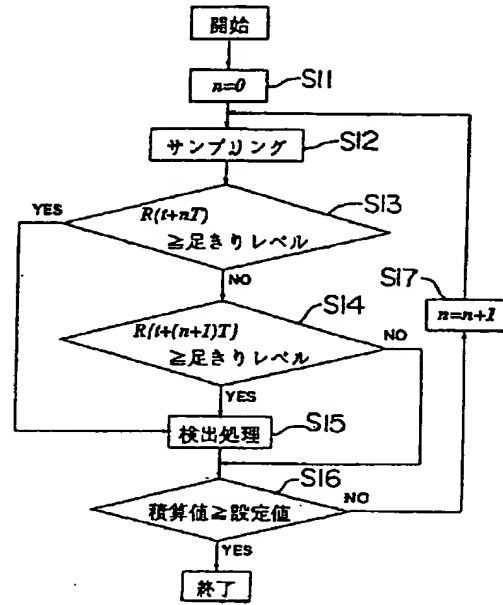 開始
n=0
S11
サンプリング
S12
YES
R(t+nT)
≧足きりレベル
S13
NO
R{t+(n+1)T}
≧足きりレベル
S14
NO
S17
n=n+1
YES
検出処理
S15
積算値≧設定値
S16
NO
YES
終了